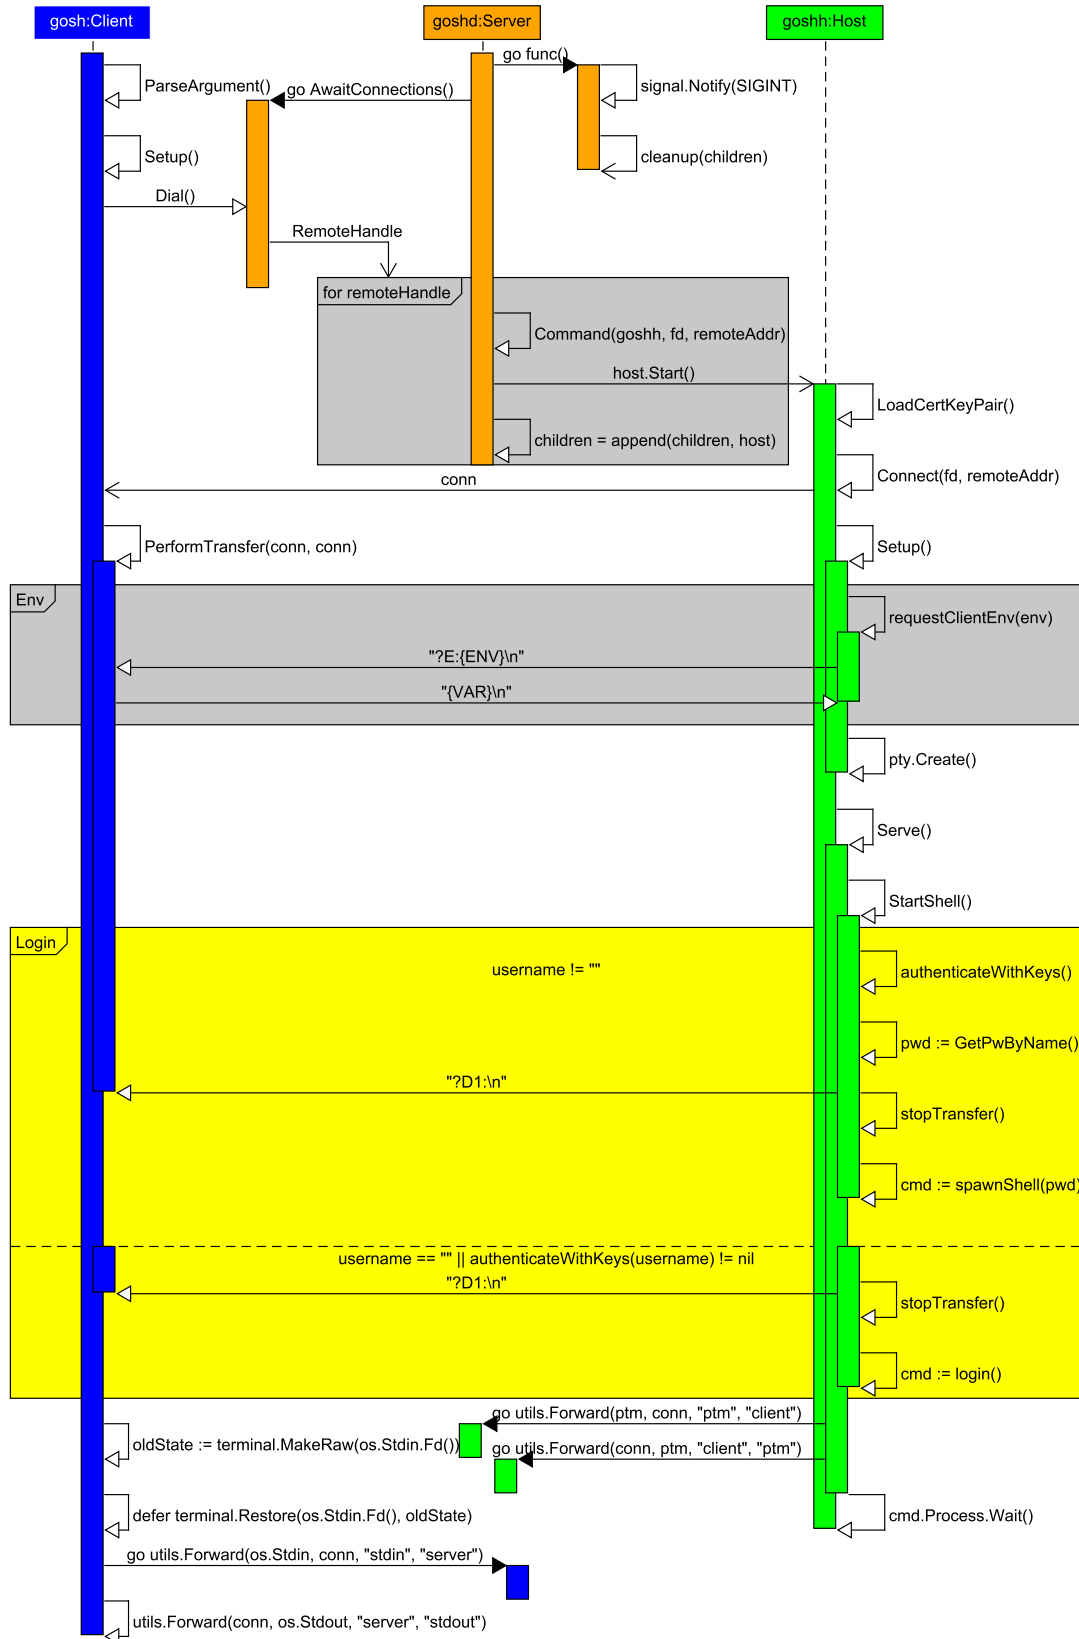 gosh:Client
goshd:Server
goshh:Host
go func()
ParseArgument()
go AwaitConnections()
signal.Notify(SIGINT)
Setup()
cleanup(children)
Dial()
RemoteHandle
for remoteHandle
Command(goshh, fd, remoteAddr)
host.Start()
LoadCertKeyPair()
children = append(children, host)
conn
Connect(fd, remoteAddr)
PerformTransfer(conn, conn)
Setup()
Env
requestClientEnv(env)
"?E:{ENV}\n"
"{VAR}\n"
pty.Create()
Serve()
StartShell()
Login
username != ""
authenticateWithKeys()
pwd := GetPwByName()
"?D1:\n"
stopTransfer()
cmd := spawnShell(pwd)
username == "" || authenticateWithKeys(username) != nil
"?D1:\n"
stopTransfer()
cmd := login()
go utils.Forward(ptm, conn, "ptm", "client")
oldState := terminal.MakeRaw(os.Stdin.Fd())
go utils.Forward(conn, ptm, "client", "ptm")
defer terminal.Restore(os.Stdin.Fd(), oldState)
cmd.Process.Wait()
go utils.Forward(os.Stdin, conn, "stdin", "server")
utils.Forward(conn, os.Stdout, "server", "stdout")